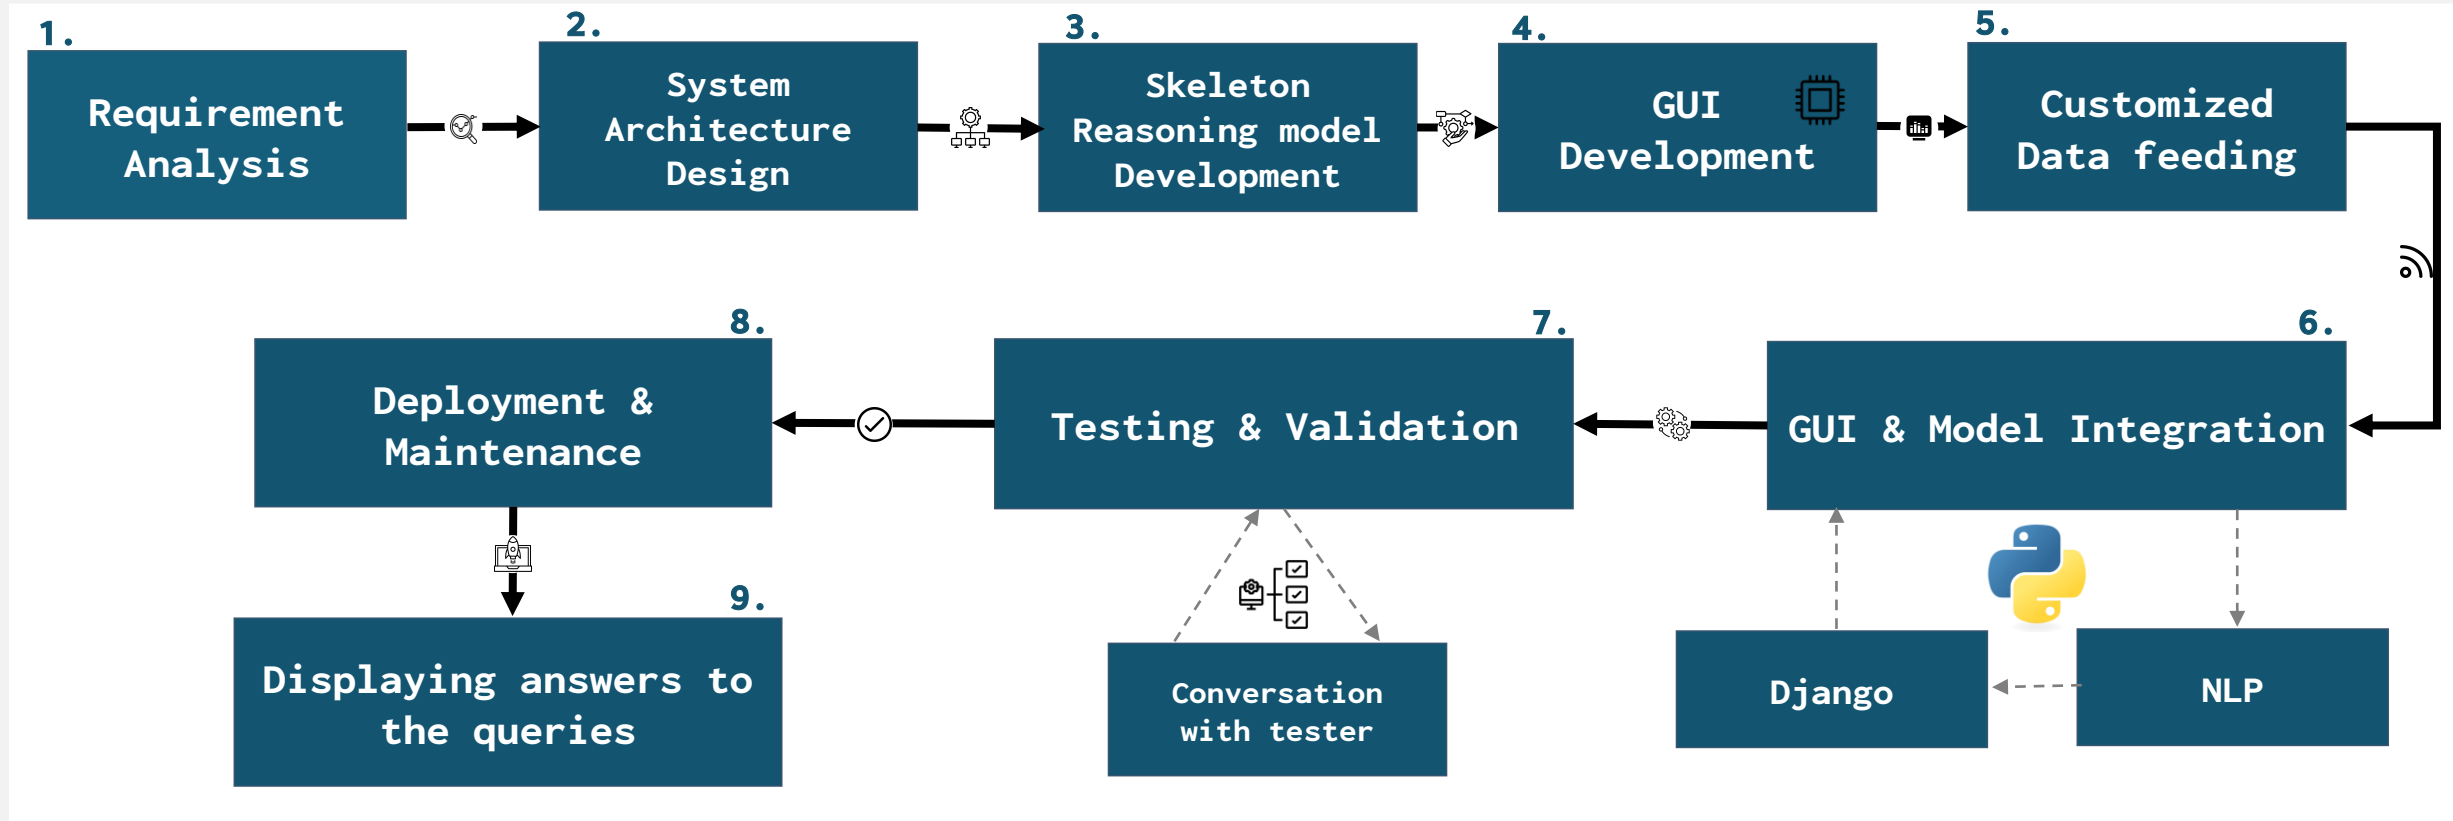 1.
Requirement
Analysis
2.
System
Architecture
Design
3.
Skeleton
Reasoning model
Development
4.
GUI
Development
5.
Customized
Data feeding
6.
GUI & Model Integration
7.
Testing & Validation
8.
Deployment &
Maintenance
9.
Displaying answers to
the queries
Conversation
with tester
Django
NLP